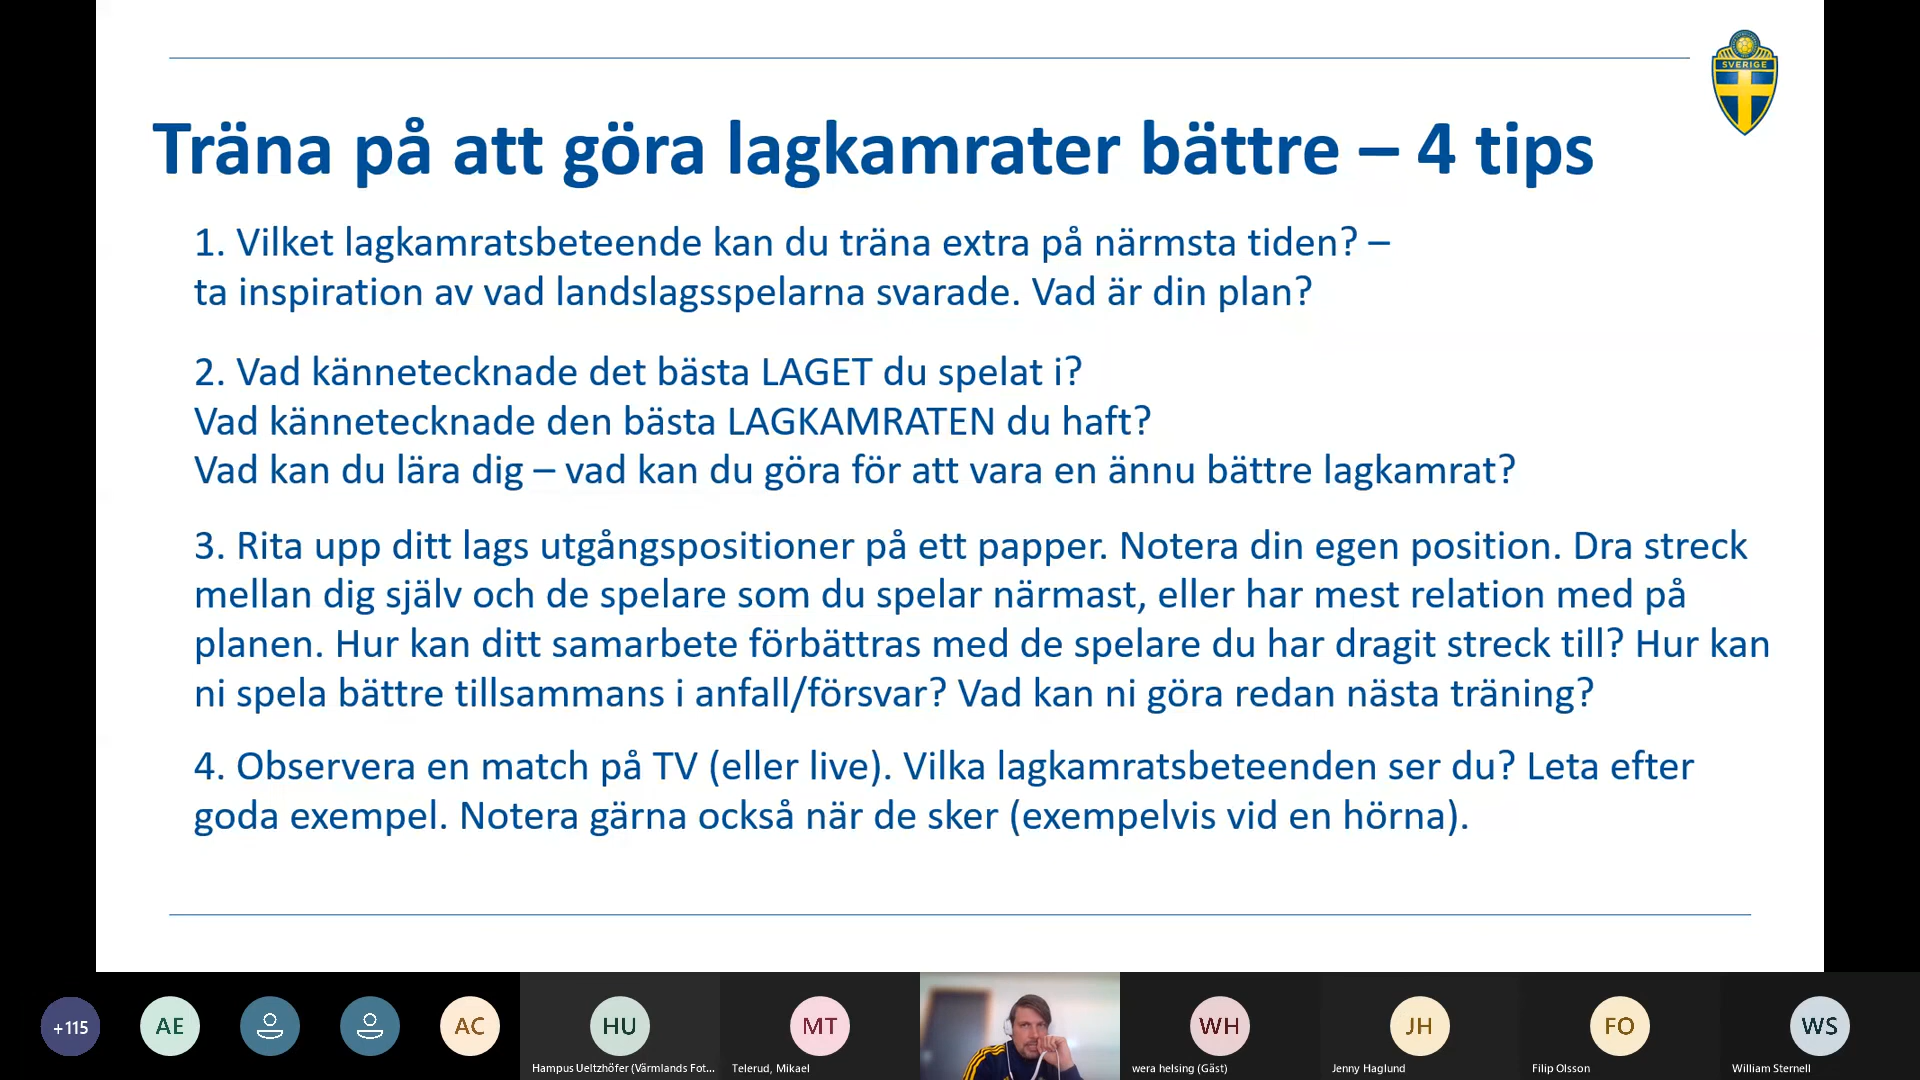 SVERIGE
Träna på att göra lagkamrater bättre – 4 tips
1. Vilket lagkamratsbeteende kan du träna extra på närmsta tiden? –
ta inspiration av vad landslagsspelarna svarade. Vad är din plan?
2. Vad kännetecknade det bästa LAGET du spelat i?
Vad kännetecknade den bästa LAGKAMRATEN du haft?
Vad kan du lära dig – vad kan du göra för att vara en ännu bättre lagkamrat?
3. Rita upp ditt lags utgångspositioner på ett papper. Notera din egen position. Dra streck
mellan dig själv och de spelare som du spelar närmast, eller har mest relation med på
planen. Hur kan ditt samarbete förbättras med de spelare du har dragit streck till? Hur kan
ni spela bättre tillsammans i anfall/försvar? Vad kan ni göra redan nästa träning?
4. Observera en match på TV (eller live). Vilka lagkamratsbeteenden ser du? Leta efter
goda exempel. Notera gärna också när de sker (exempelvis vid en hörna).
+115
AE
AC
HU
MT
WH
JH
FO
WS
Hampus Ueltzhöfer (Värmlands Fot...
Telerud, Mikael
wera helsing (Gäst)
Jenny Haglund
Filip Olsson
William Sternell